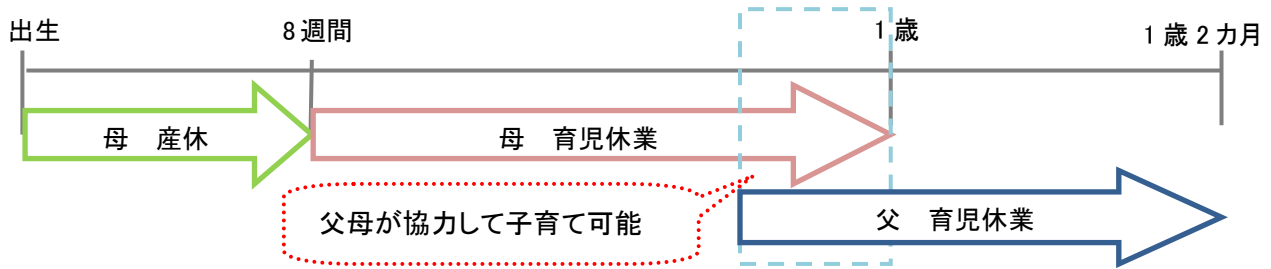 出生
8週間
1歳
1歳2カ月
母　産休
母　育児休業
父母が協力して子育て可能
父　育児休業